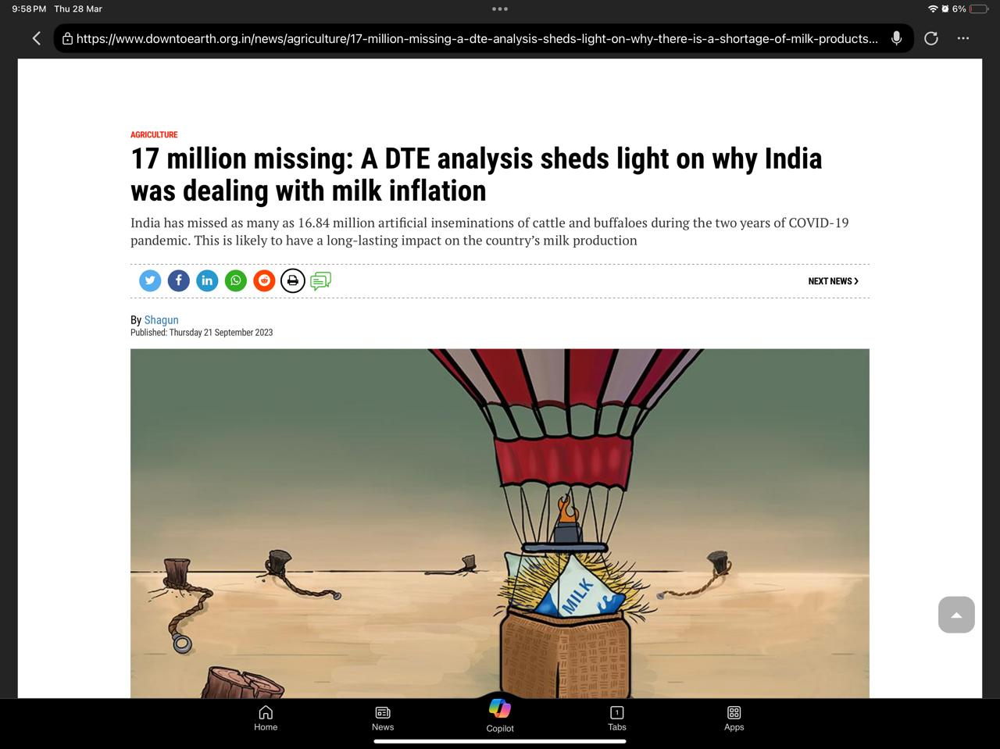 9:58 PM Thu 28 Mar
6%
https://www.downtoearth.org.in/news/agriculture/17-million-missing-a-dte-analysis-sheds-light-on-why-there-is-a-shortage-of-milk-products...
AGRICULTURE
17 million missing: A DTE analysis sheds light on why India
was dealing with milk inflation
India has missed as many as 16.84 million artificial inseminations of cattle and buffaloes during the two years of COVID-19
pandemic. This is likely to have a long-lasting impact on the country’s milk production
NEXT NEWS
By Shagun
Published: Thursday 21 September 2023
MILK
1
Home News Copilot Tabs Apps